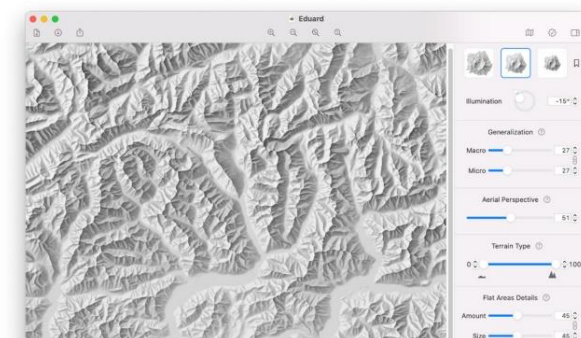 Eduard
Illumination
-15°
Generalization
Macro 27
Micro 27
Aerial Perspective
51
Terrain Type
0 100
Flat Areas Details
Amount 45
Size 45